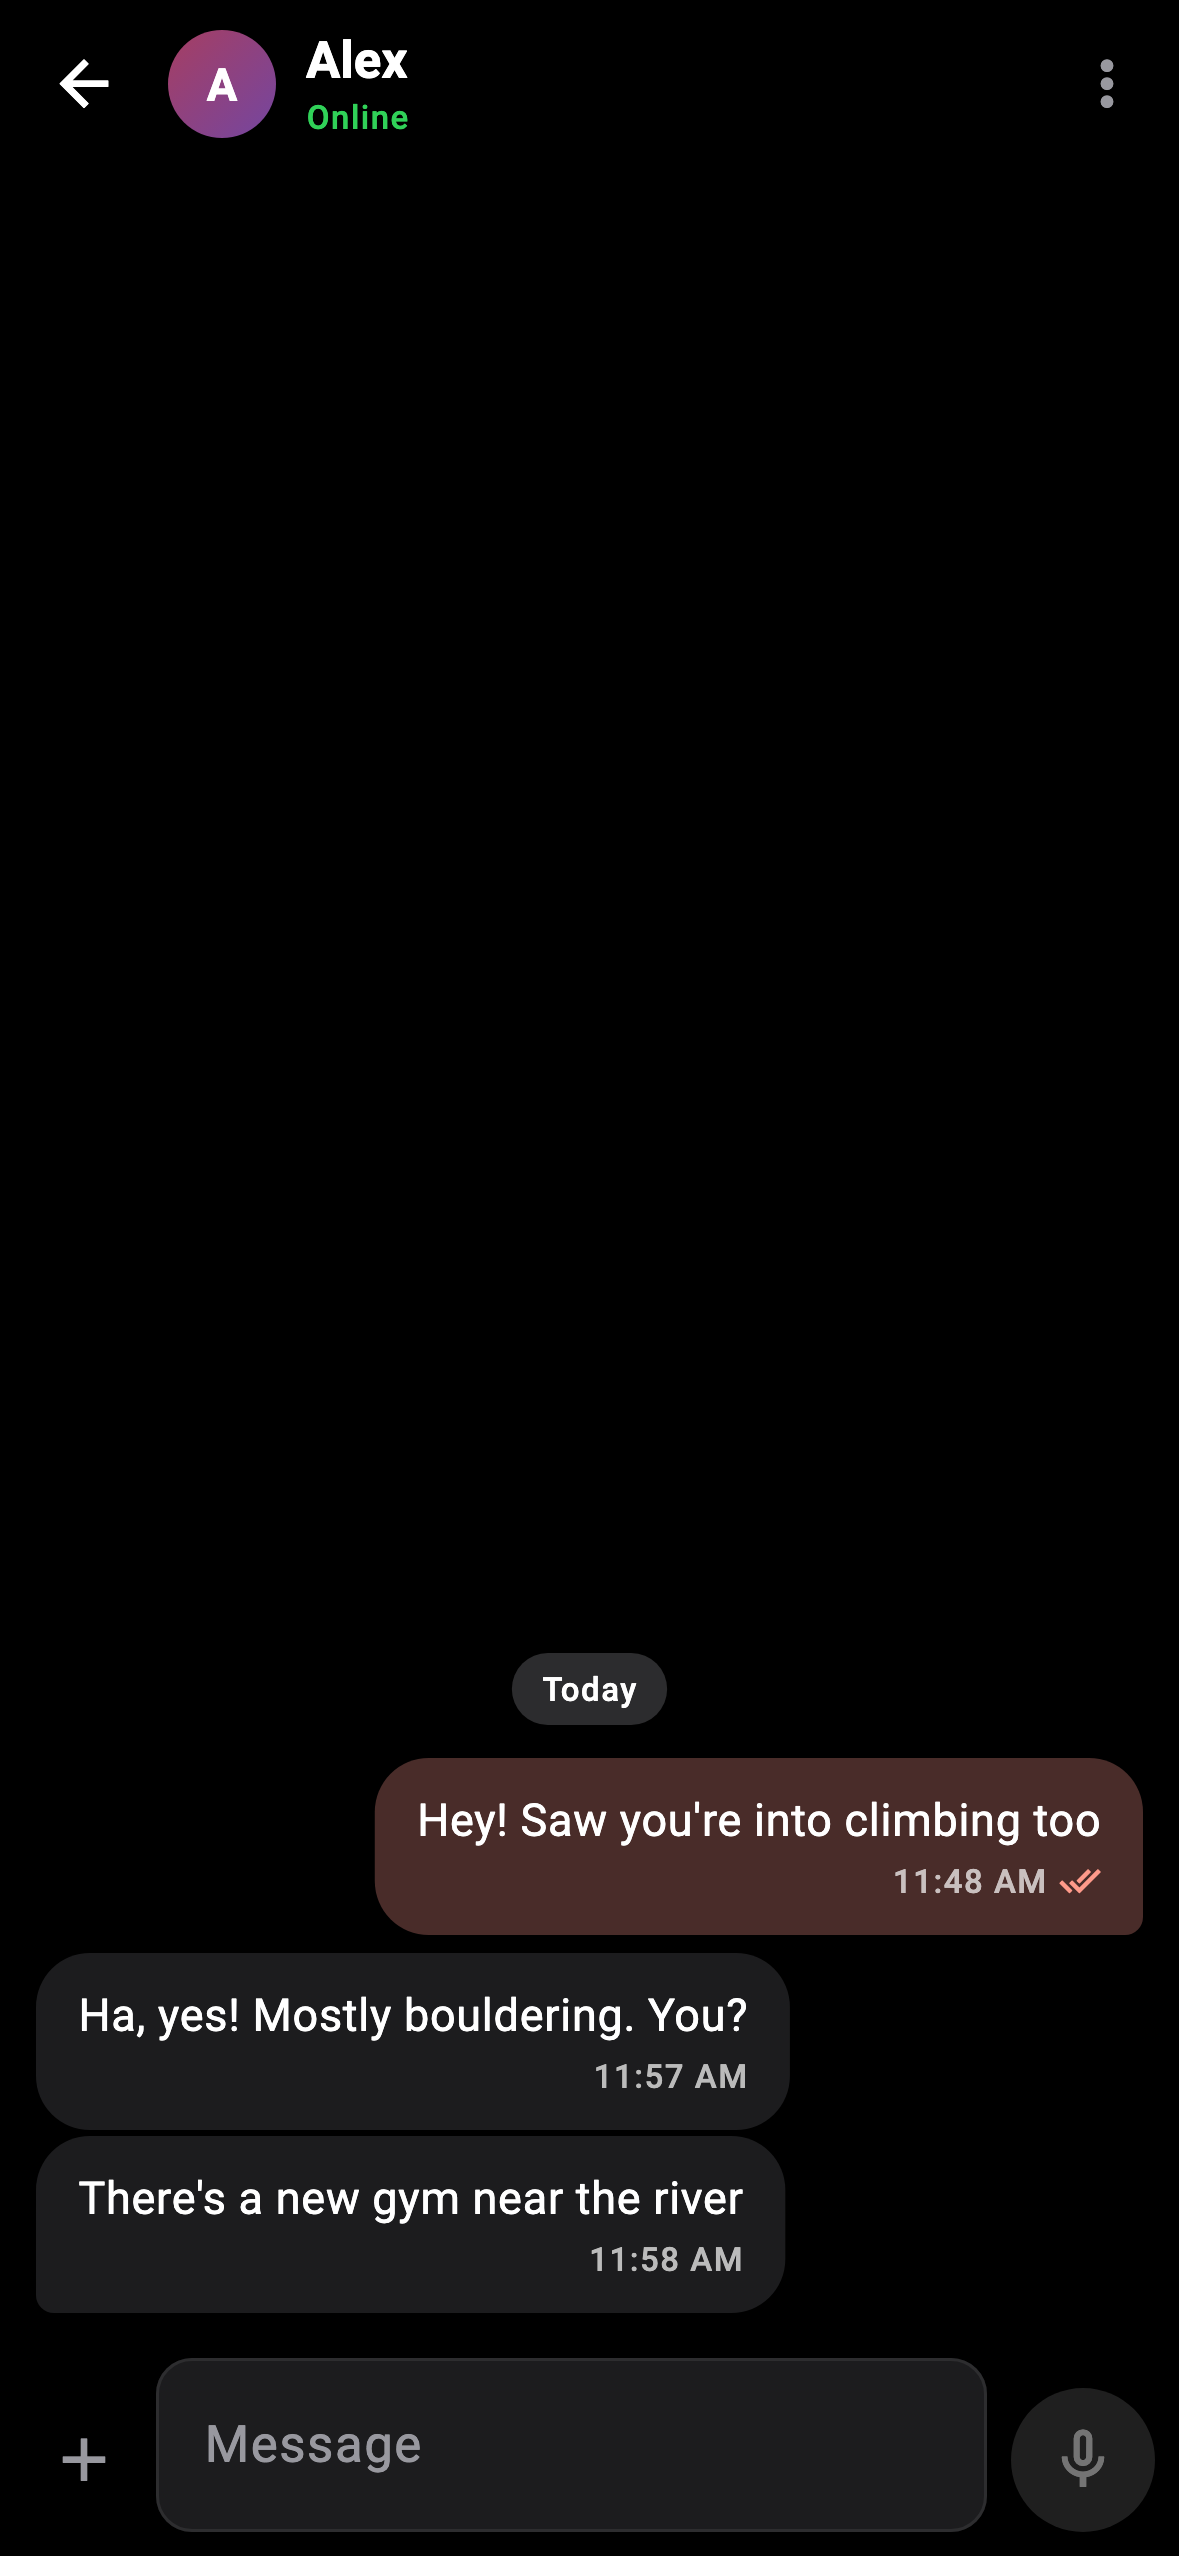 A
Alex
Online
Today
Hey! Saw you're into climbing too
11:48 AM
Ha, yes! Mostly bouldering. You?
11:57 AM
There's a new gym near the river
11:58 AM
Message